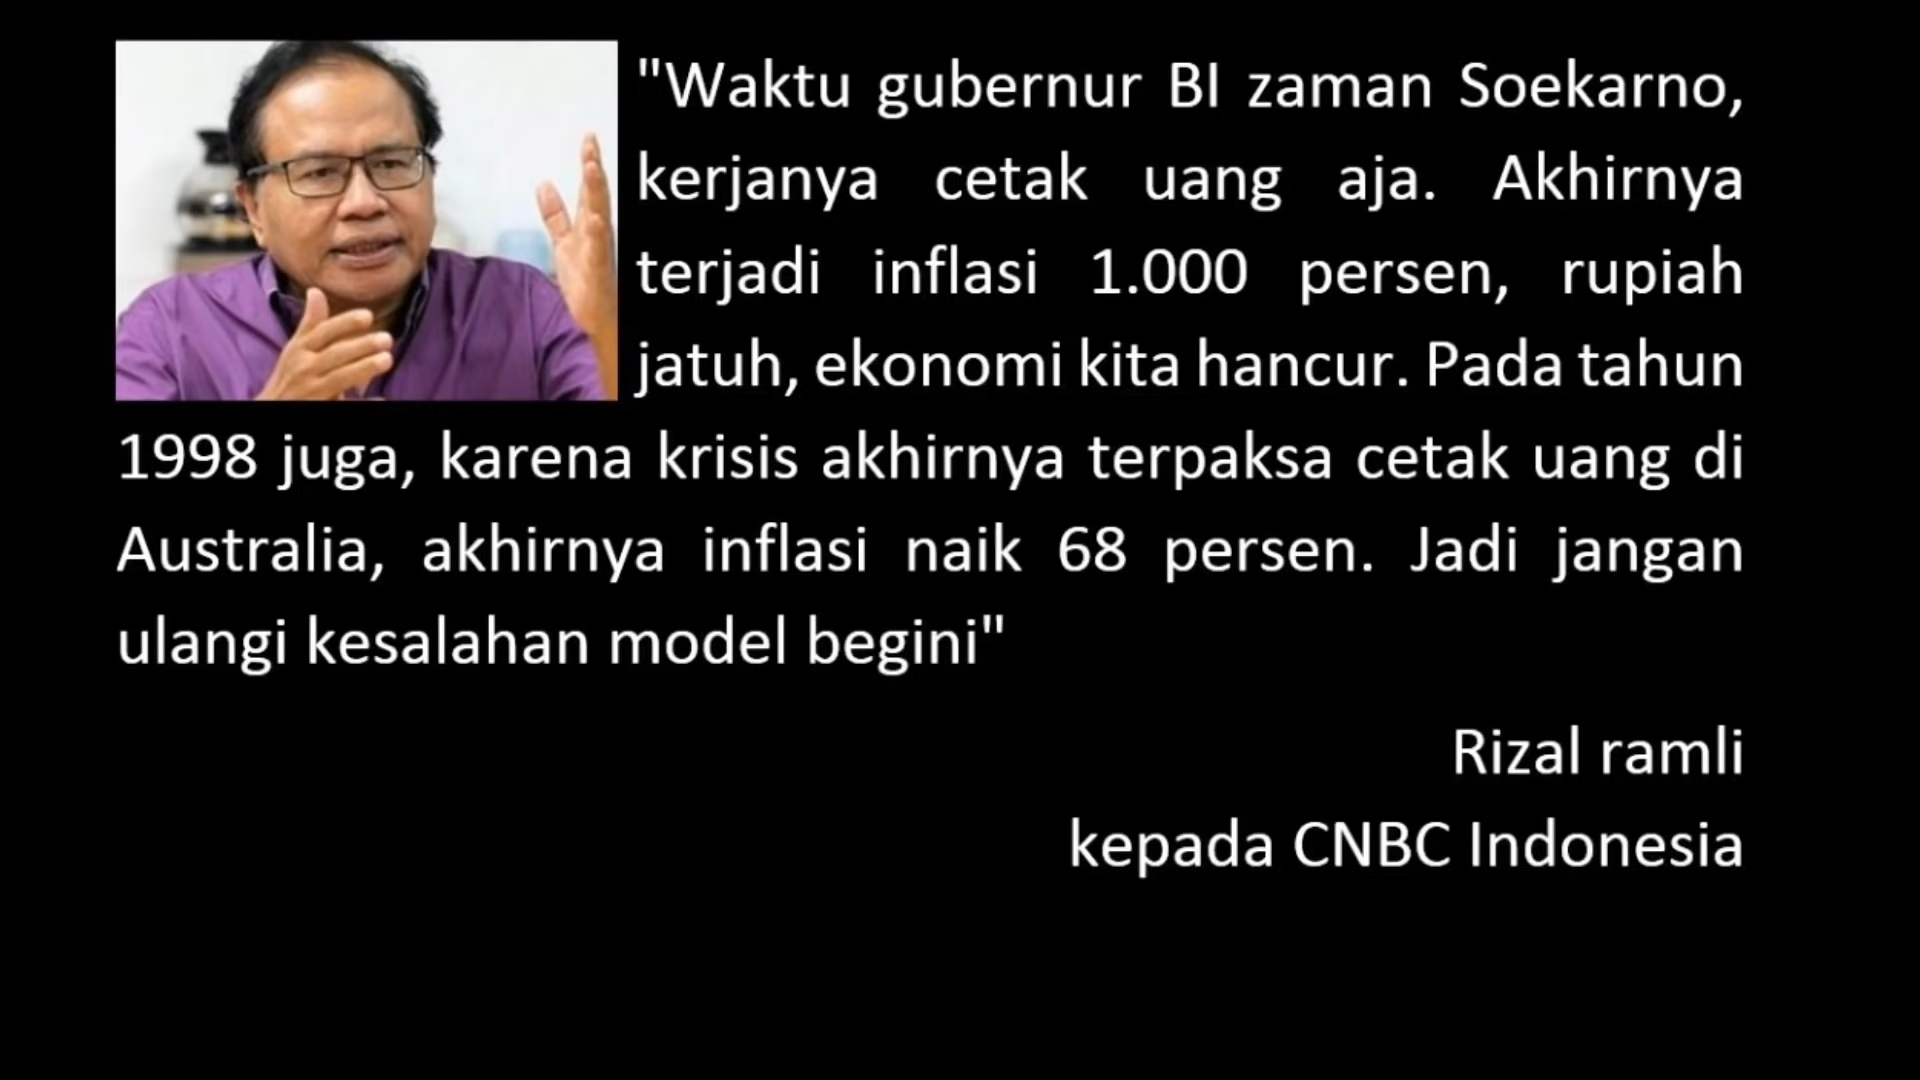 "Waktu gubernur BI zaman Soekarno,
kerjanya cetak uang aja. Akhirnya
terjadi inflasi 1.000 persen, rupiah
jatuh, ekonomi kita hancur. Pada tahun
1998 juga, karena krisis akhirnya terpaksa cetak uang di
Australia, akhirnya inflasi naik 68 persen. Jadi jangan
ulangi kesalahan model begini"
Rizal ramli
kepada CNBC Indonesia